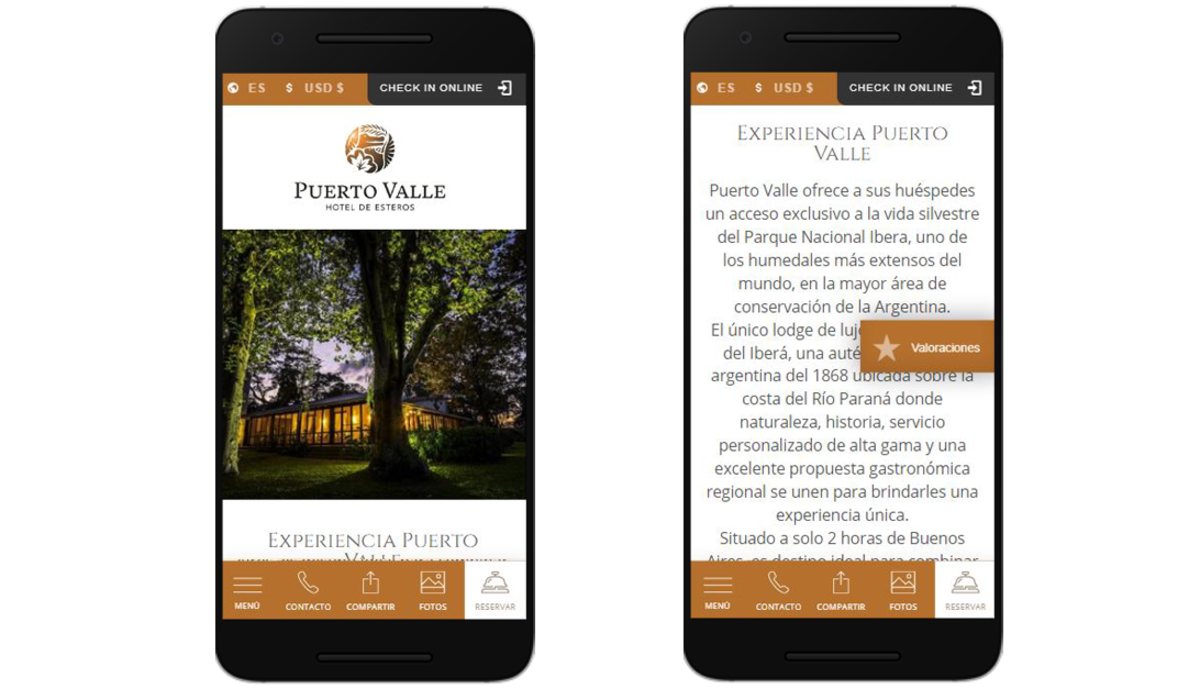 ES $ USD $ CHECK IN ONLINE
PUERTO VALLE
HOTEL DE ESTEROS
EXPERIENCIA PUERTO
VALLE
MENÚ CONTACTO COMPARTIR FOTOS RESERVAR
ES $ USD $ CHECK IN ONLINE
EXPERIENCIA PUERTO
VALLE
Puerto Valle ofrece a sus huéspedes
un acceso exclusivo a la vida silvestre
del Parque Nacional Ibera, uno de
los humedales más extensos del
mundo, en la mayor área de
conservación de la Argentina.
El único lodge de
Valoraciones
del Iberá, una
argentina del 1868 ubicada sobre la
costa del Río Paraná donde
naturaleza, historia, servicio
personalizado de alta gama y una
excelente propuesta gastronómica
regional se unen para brindarles una
experiencia única.
Situado a solo 2 horas de Buenos
Aires, es destino ideal para combinar
MENÚ CONTACTO COMPARTIR FOTOS RESERVAR